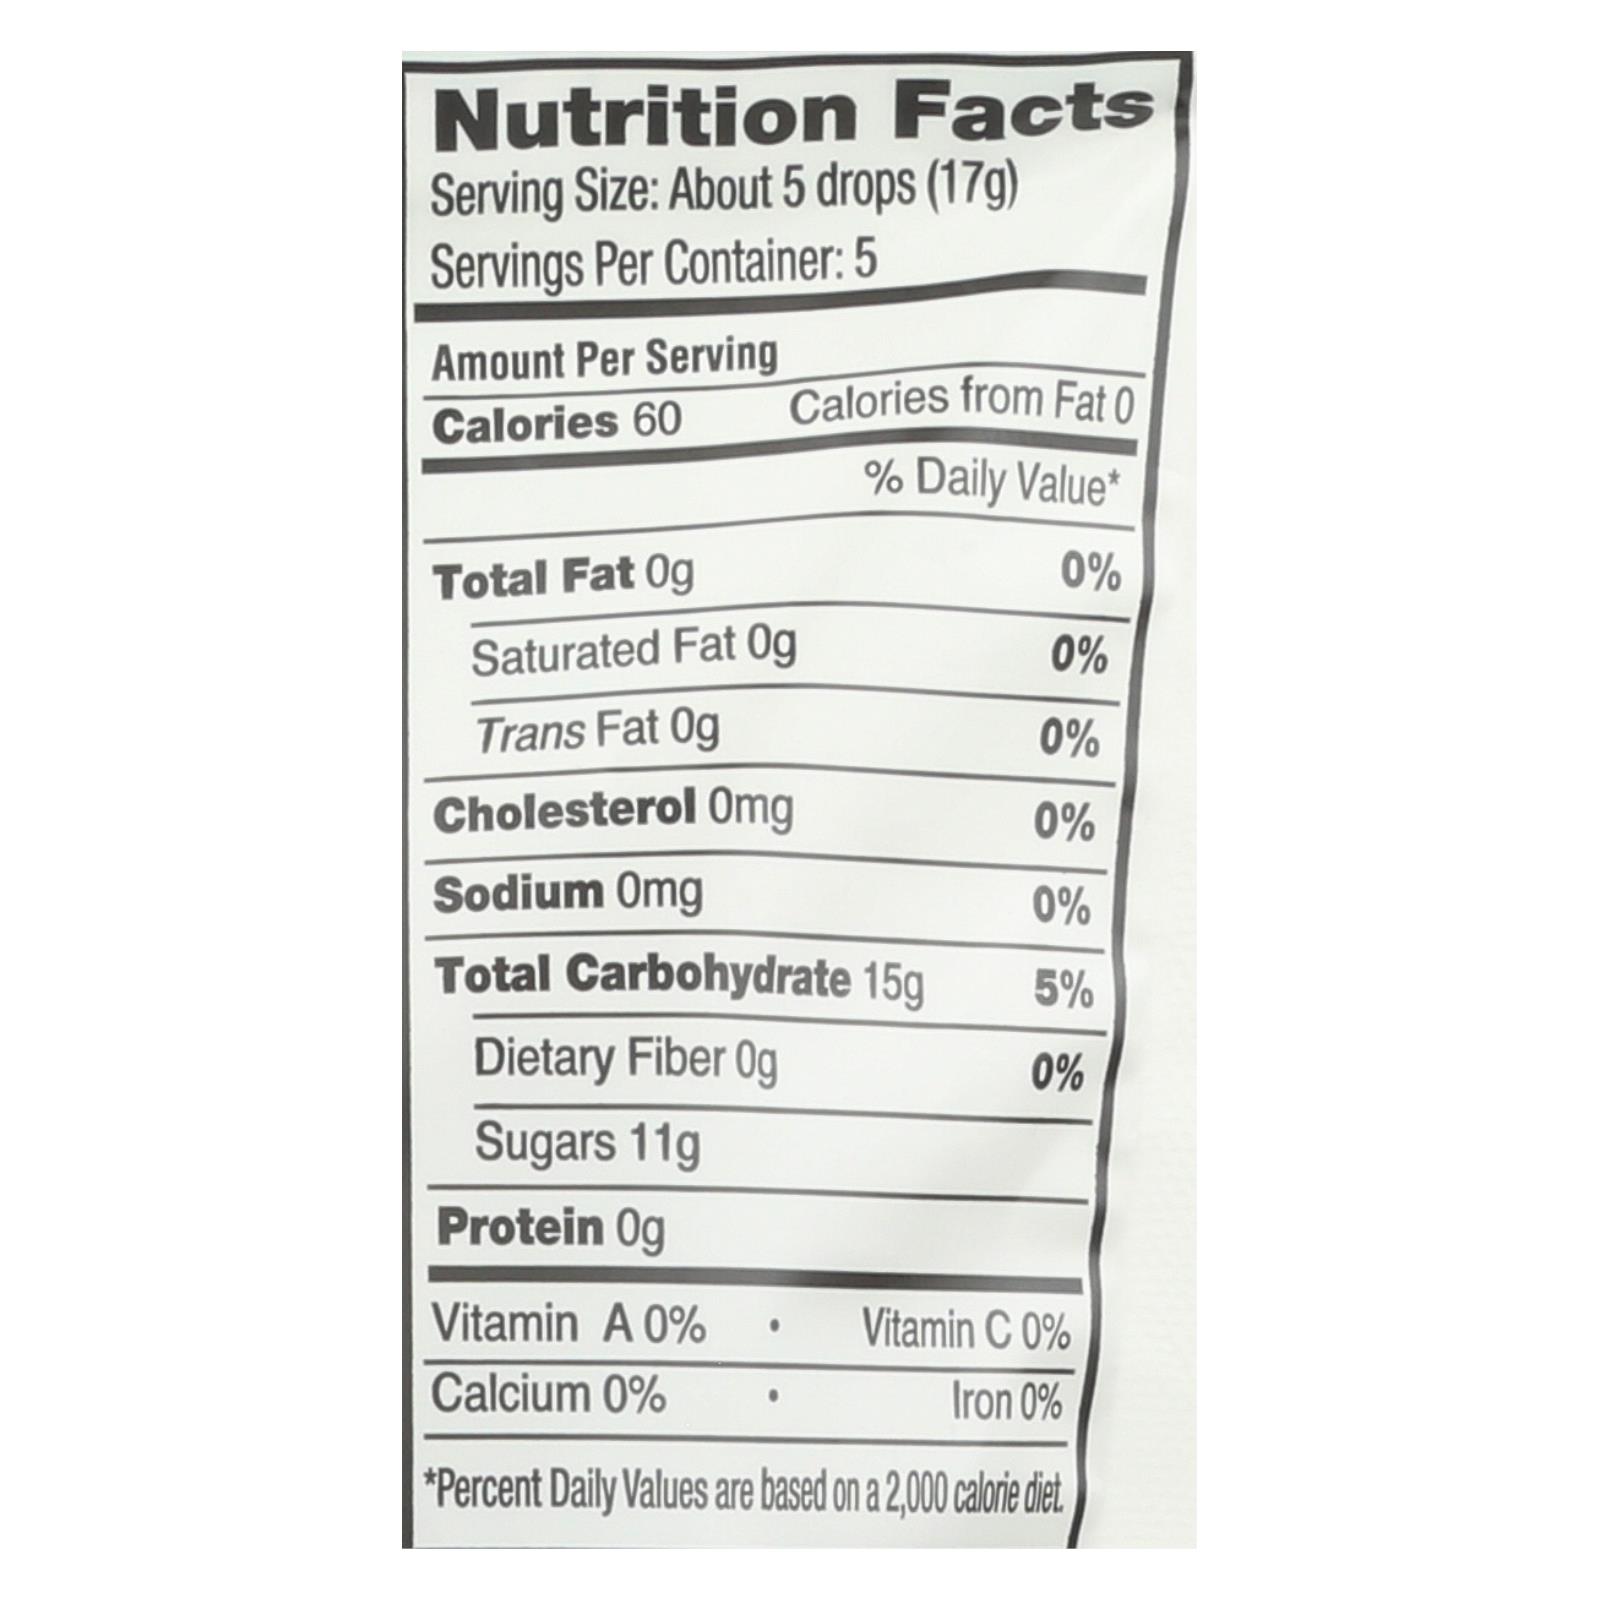 Nutrition Facts
Serving Size: About 5 drops (17g)
Servings Per Container: 5
Amount Per Serving
Calories 60 Calories from Fat 0
% Daily Value*
Total Fat 0g 0%
Saturated Fat 0g 0%
Trans Fat 0g 0%
Cholesterol 0mg 0%
Sodium 0mg 0%
Total Carbohydrate 15g 5%
Dietary Fiber 0g 0%
Sugars 11g
Protein 0g
Vitamin A 0% • Vitamin C 0%
Calcium 0% • Iron 0%
*Percent Daily Values are based on a 2,000 calorie diet.